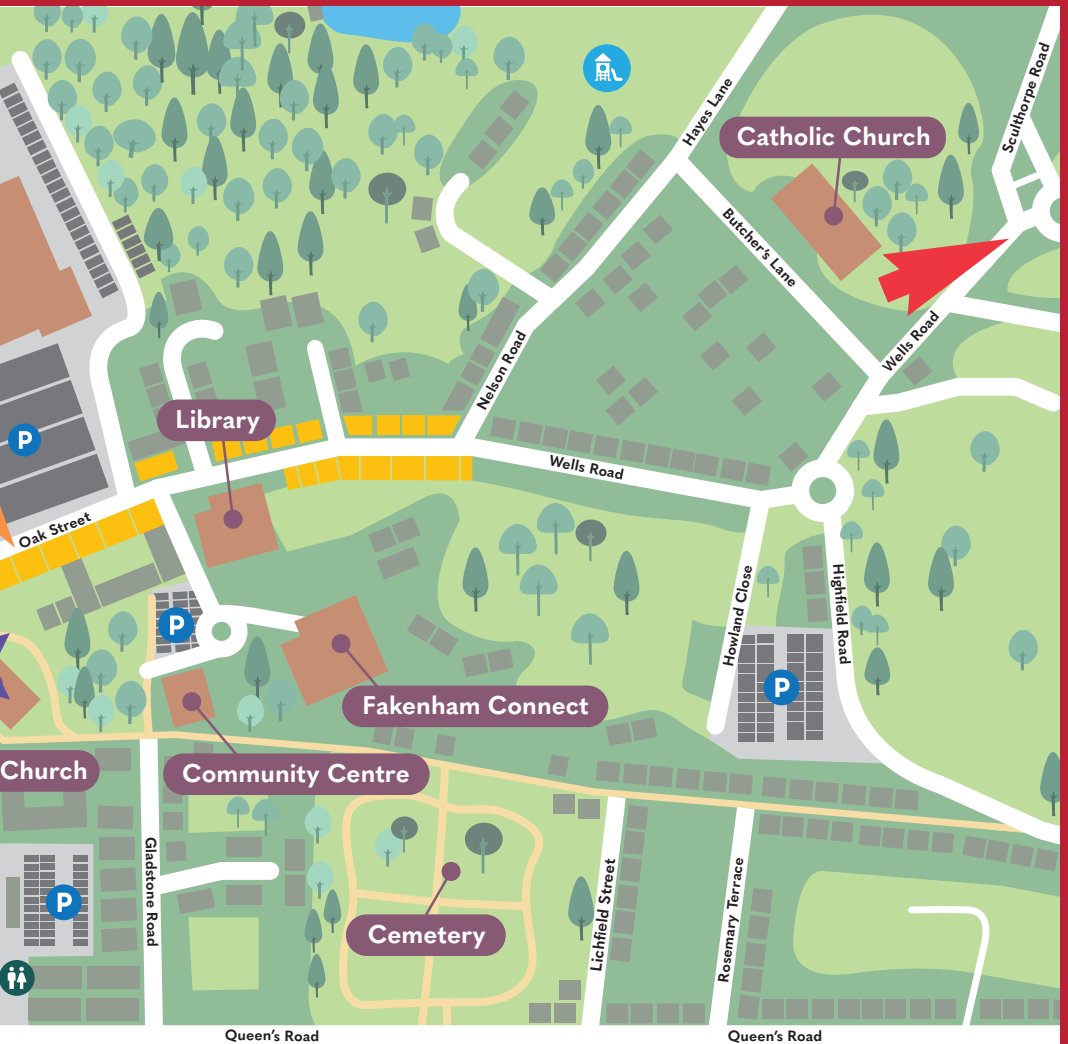 Sculthorpe Road
Hayes Lane
Catholic Church
Butcher's Lane
Wells Road
Nelson Road
Library
P
Wells Road
Oak Street
P
Howland Close
Highfield Road
P
Fakenham Connect
Church
Community Centre
Gladstone Road
P
Cemetery
Lichfield Street
Rosemary Terrace
Queen's Road
Queen's Road